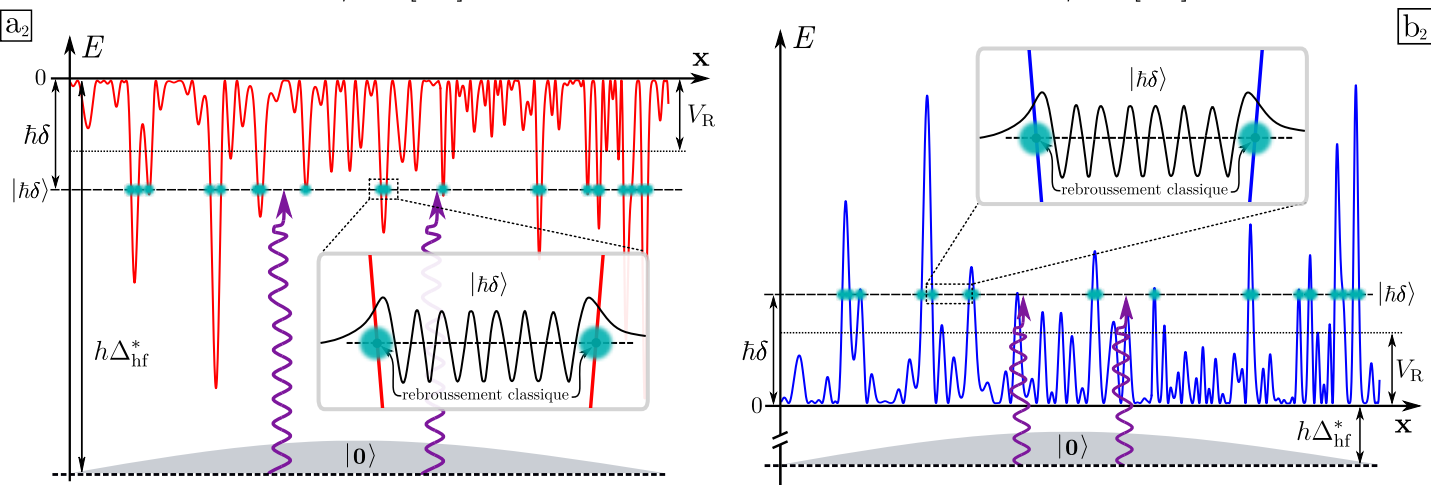 a₂
E
x
0
ħδ
V_R
|ħδ⟩
|ħδ⟩
rebroussement classique
hΔ*_hf
|0⟩
b₂
E
|ħδ⟩
rebroussement classique
|ħδ⟩
ħδ
V_R
0
x
hΔ*_hf
|0⟩